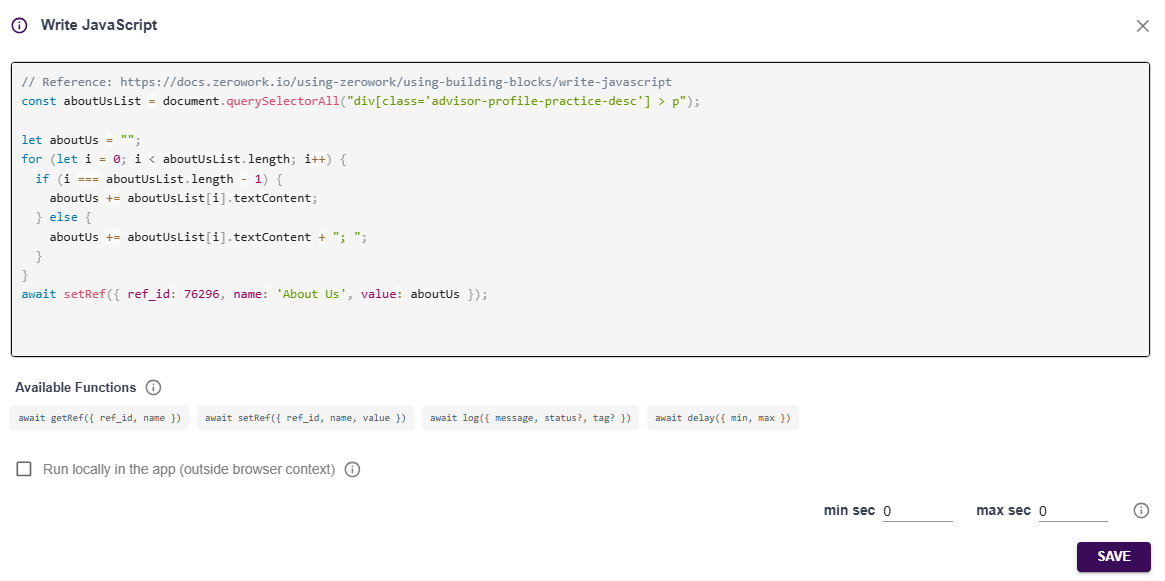 Write JavaScript
// Reference: https://docs.zerowork.io/using-zerowork/using-building-blocks/write-javascript
const aboutUsList = document.querySelectorAll("div[class='advisor-profile-practice-desc'] > p");
let aboutUs = "";
for (let i = 0; i < aboutUsList.length; i++) {
  if (i === aboutUsList.length - 1) {
    aboutUs += aboutUsList[i].textContent;
  } else {
    aboutUs += aboutUsList[i].textContent + "; ";
  }
}
await setRef({ ref_id: 76296, name: 'About Us', value: aboutUs });
Available Functions
await getRef({ ref_id, name }) await setRef({ ref_id, name, value }) await log({ message, status?, tag? }) await delay({ min, max })
Run locally in the app (outside browser context)
min sec 0 max sec 0
SAVE